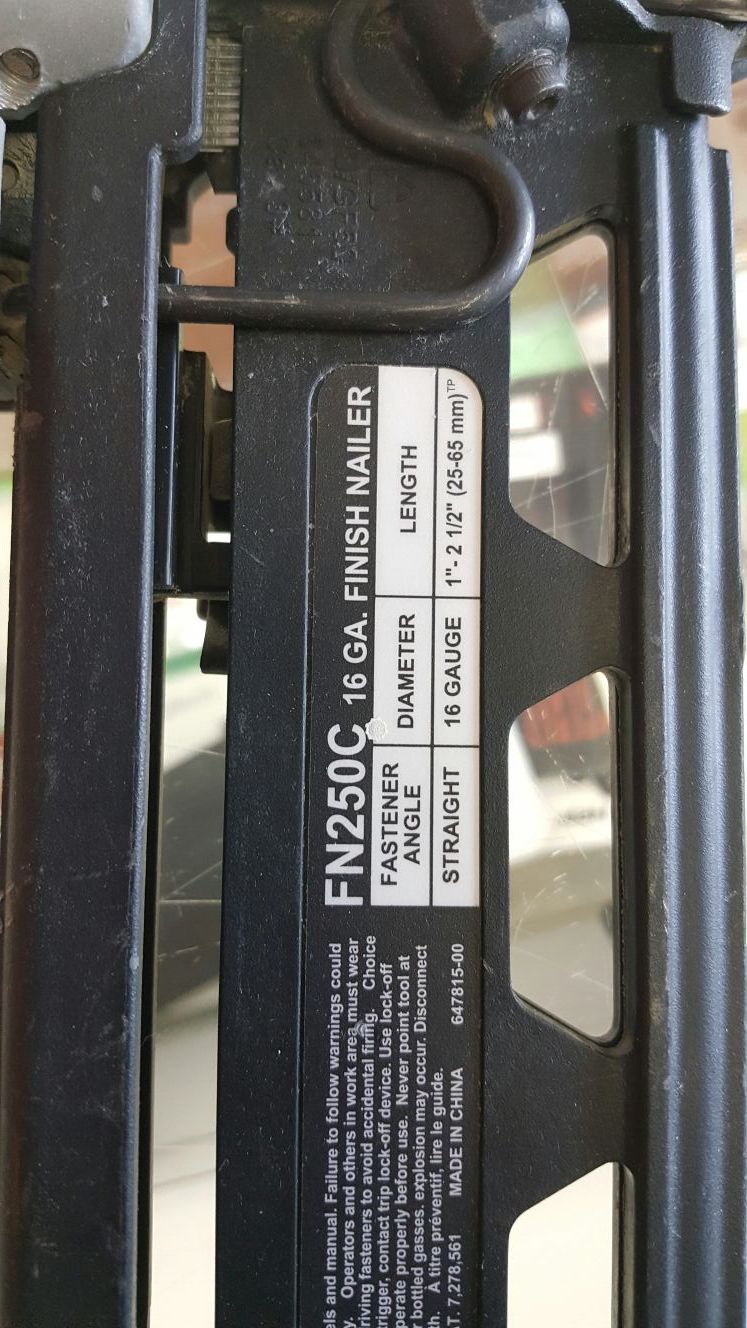 FN250C 16 GA. FINISH NAILER
FASTENER ANGLE DIAMETER LENGTH
STRAIGHT 16 GAUGE 1"- 2 1/2" (25-65 mm)TP
els and manual. Failure to follow warnings could
y. Operators and others in work area must wear
riving fasteners to avoid accidental firing. Choice
rigger, contact trip lock-off device. Use lock-off
perate properly before use. Never point tool at
r bottled gasses. explosion may occur. Disconnect
th. A titre préventif, lire le guide.
T. 7,278,561 MADE IN CHINA 647815-00